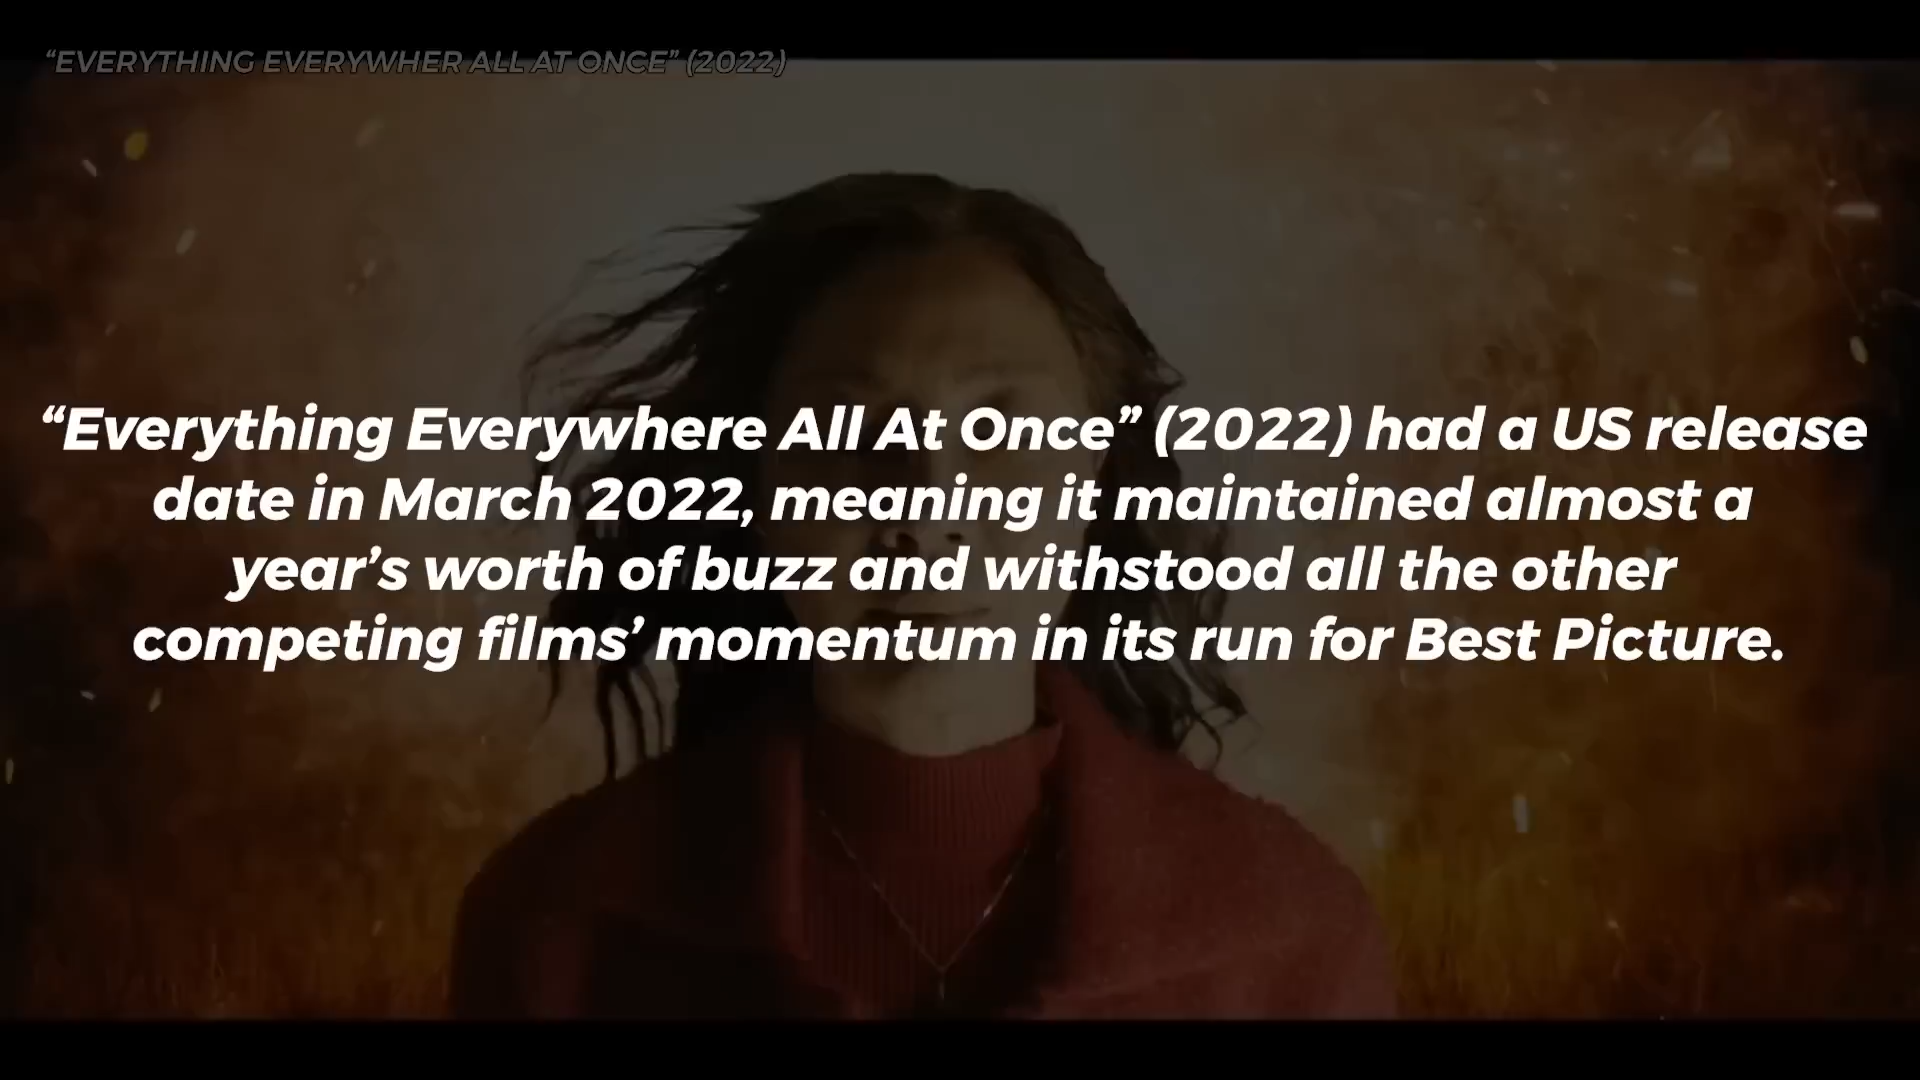 “EVERYTHING EVERYWHER ALL AT ONCE” (2022)
“Everything Everywhere All At Once” (2022) had a US release
date in March 2022, meaning it maintained almost a
year’s worth of buzz and withstood all the other
competing films’ momentum in its run for Best Picture.